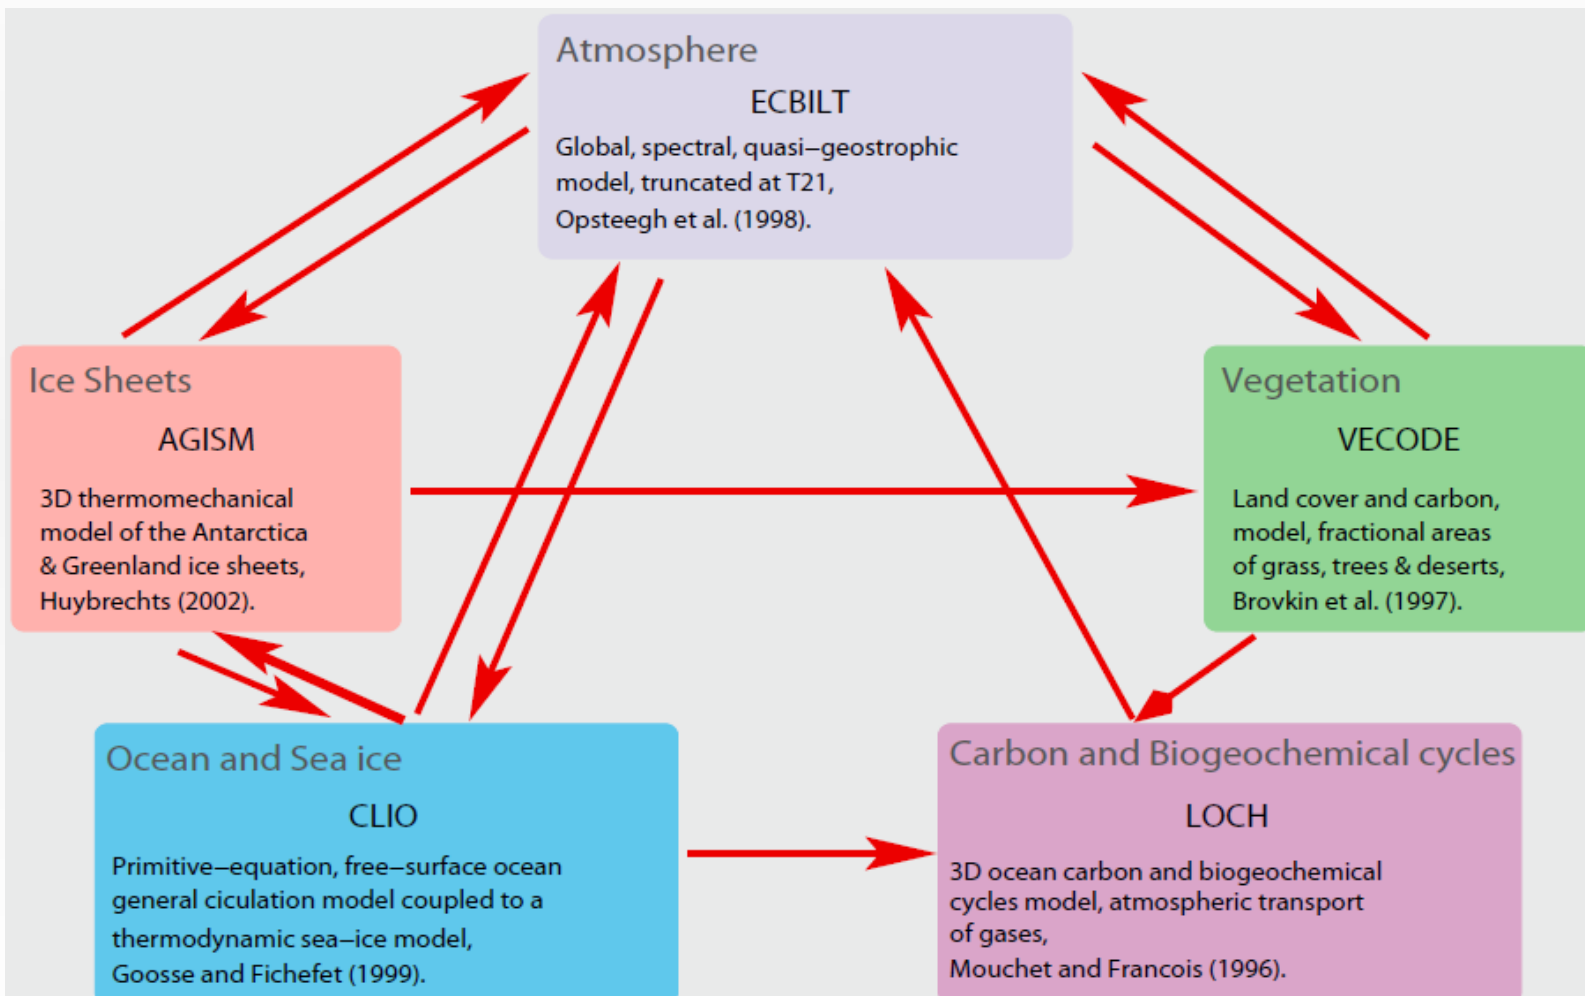 Atmosphere
ECBILT
Global, spectral, quasi−geostrophic
model, truncated at T21,
Opsteegh et al. (1998).
Ice Sheets
AGISM
3D thermomechanical
model of the Antarctica
& Greenland ice sheets,
Huybrechts (2002).
Vegetation
VECODE
Land cover and carbon,
model, fractional areas
of grass, trees & deserts,
Brovkin et al. (1997).
Ocean and Sea ice
CLIO
Primitive−equation, free−surface ocean
general ciculation model coupled to a
thermodynamic sea−ice model,
Goosse and Fichefet (1999).
Carbon and Biogeochemical cycles
LOCH
3D ocean carbon and biogeochemical
cycles model, atmospheric transport
of gases,
Mouchet and Francois (1996).